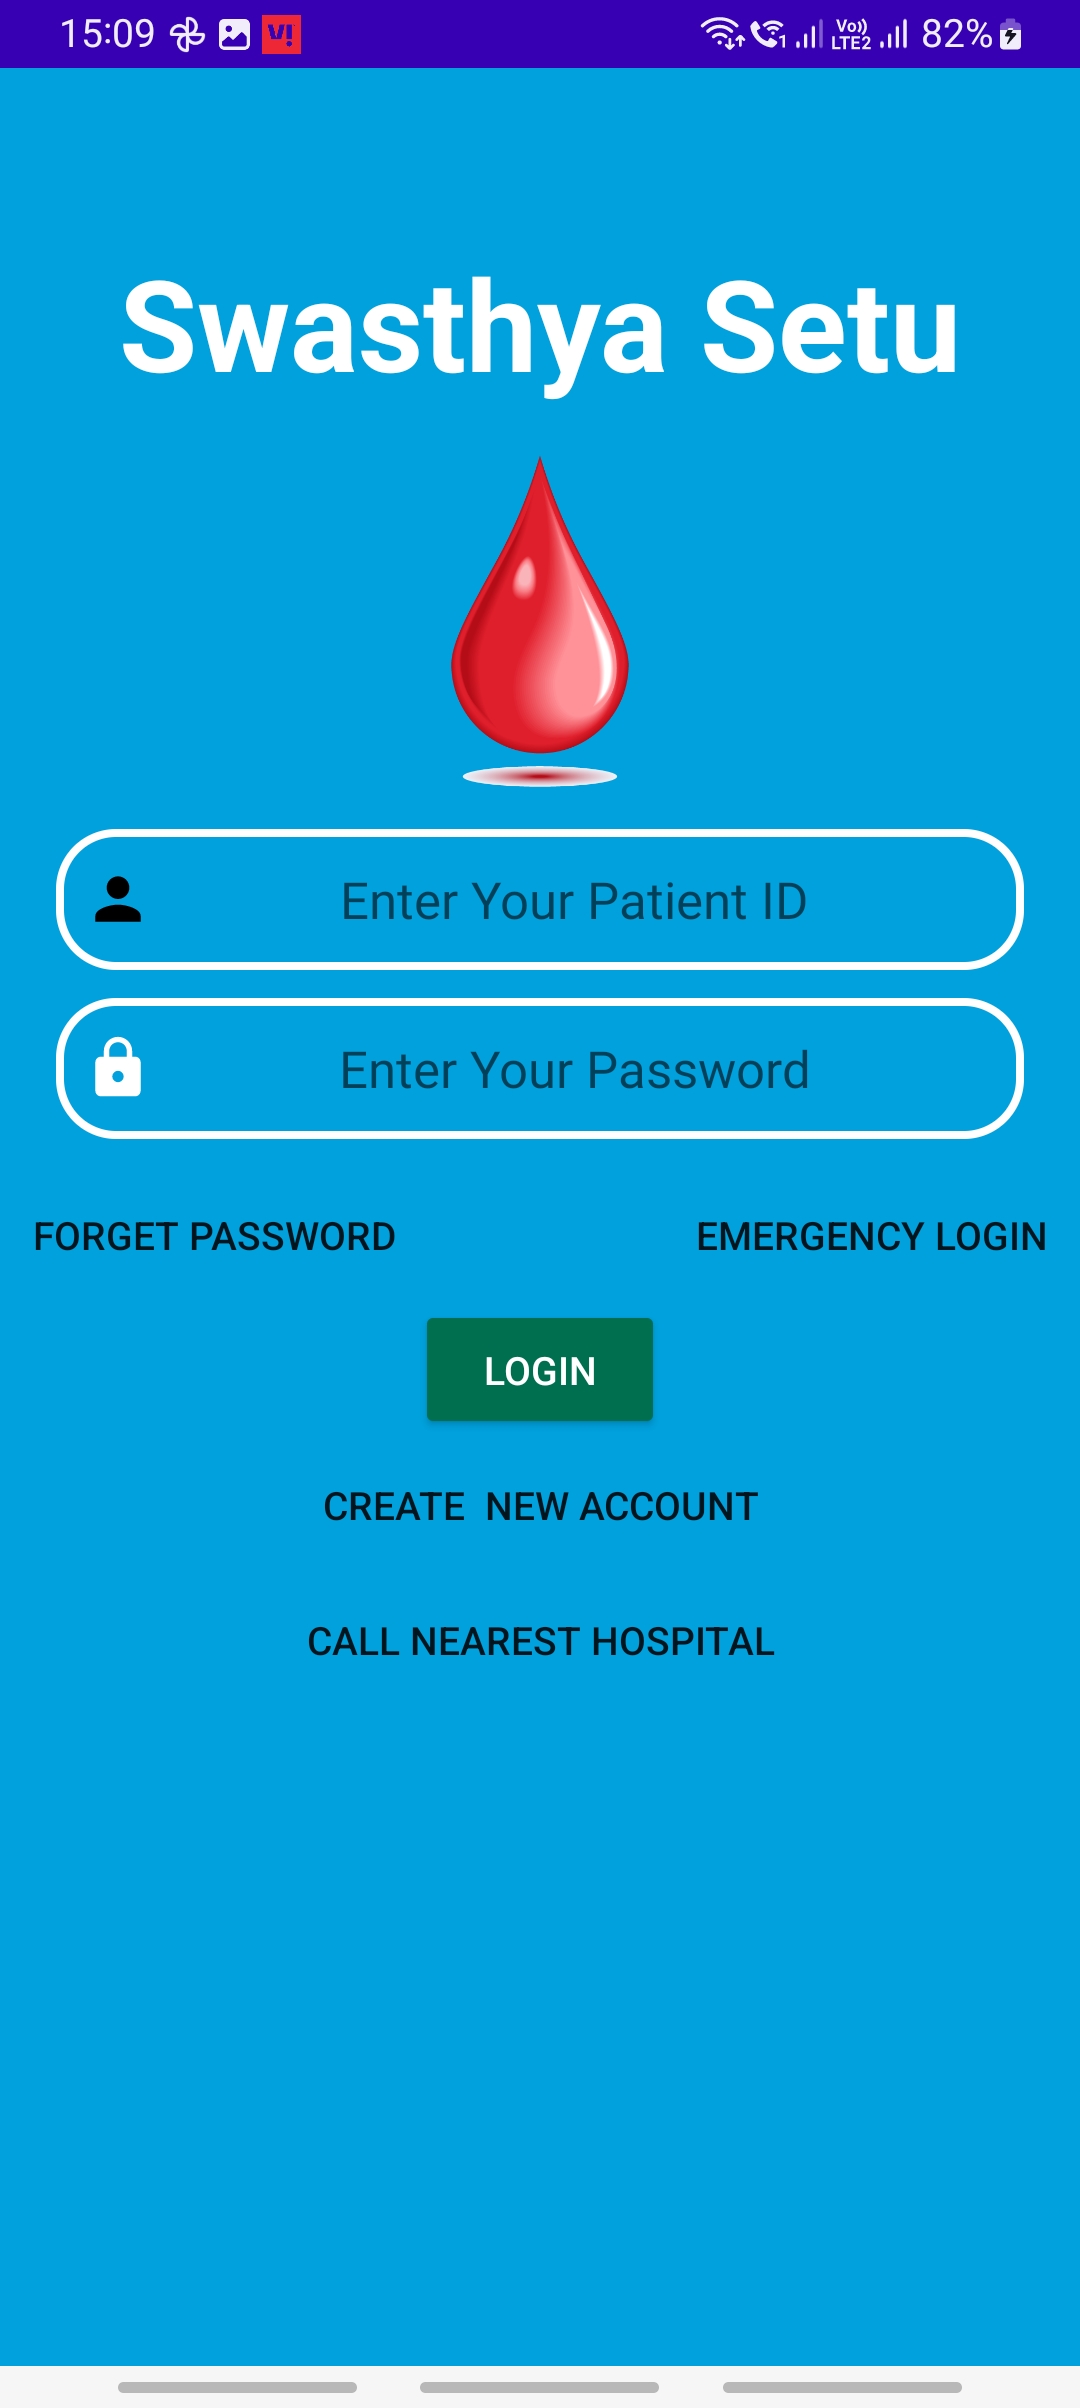 15:09 V! 1 Vo)) LTE2 82%
Swasthya Setu
Enter Your Patient ID
Enter Your Password
FORGET PASSWORD EMERGENCY LOGIN
LOGIN
CREATE  NEW ACCOUNT
CALL NEAREST HOSPITAL